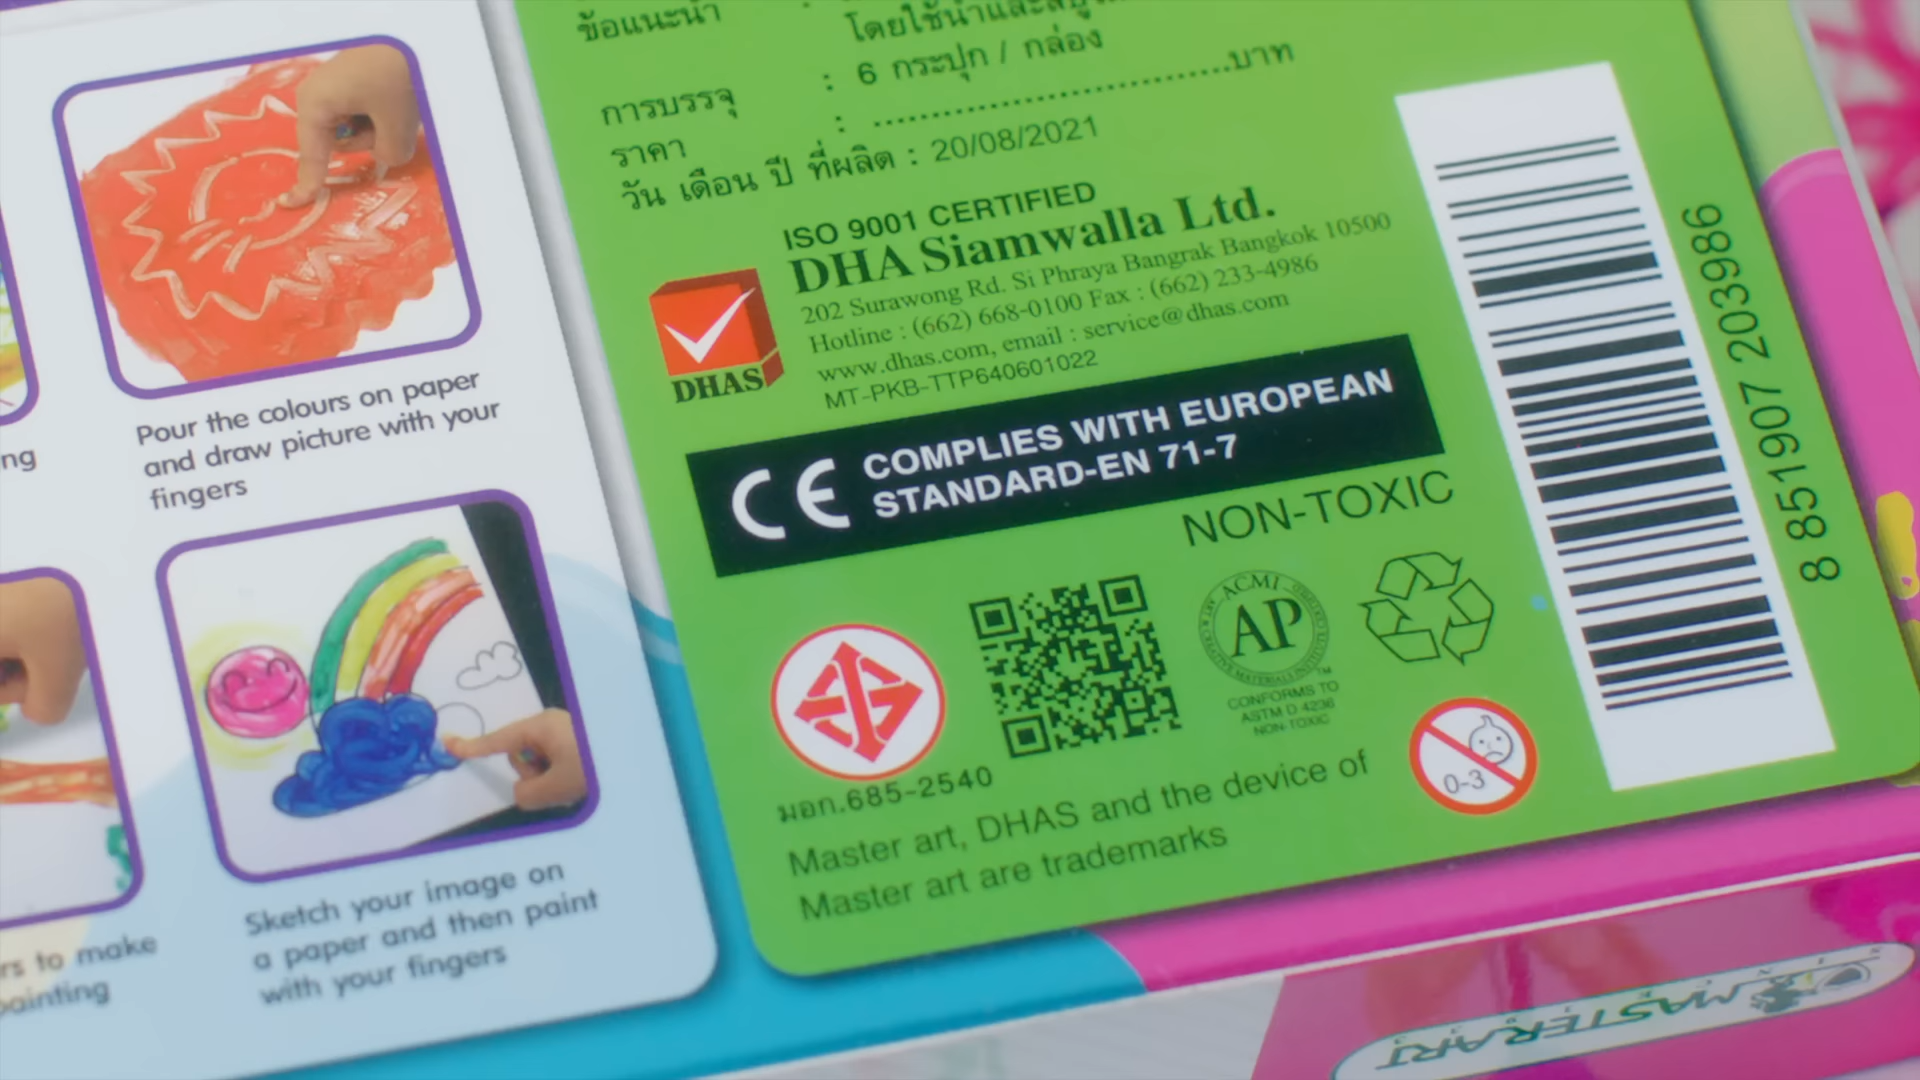 ng
Pour the colours on paper
and draw picture with your
fingers
rs to make
painting
Sketch your image on
a paper and then paint
with your fingers
ข้อแนะนำ :
โดยใช้น้ำและสบู่
การบรรจุ : 6 กระปุก / กล่อง
ราคา : ................................บาท
วัน เดือน ปี ที่ผลิต : 20/08/2021
ISO 9001 CERTIFIED
DHA Siamwalla Ltd.
202 Surawong Rd. Si Phraya Bangrak Bangkok 10500
Hotline : (662) 668-0100 Fax : (662) 233-4986
www.dhas.com, email : service@dhas.com
MT-PKB-TTP640601022
DHAS
CE
COMPLIES WITH EUROPEAN
STANDARD-EN 71-7
NON-TOXIC
ACMI
AP
CONFORMS TO
ASTM D 4236
NON-TOXIC
มอก.685-2540
0-3
Master art, DHAS and the device of
Master art are trademarks
8 851907 203986
MASTERART